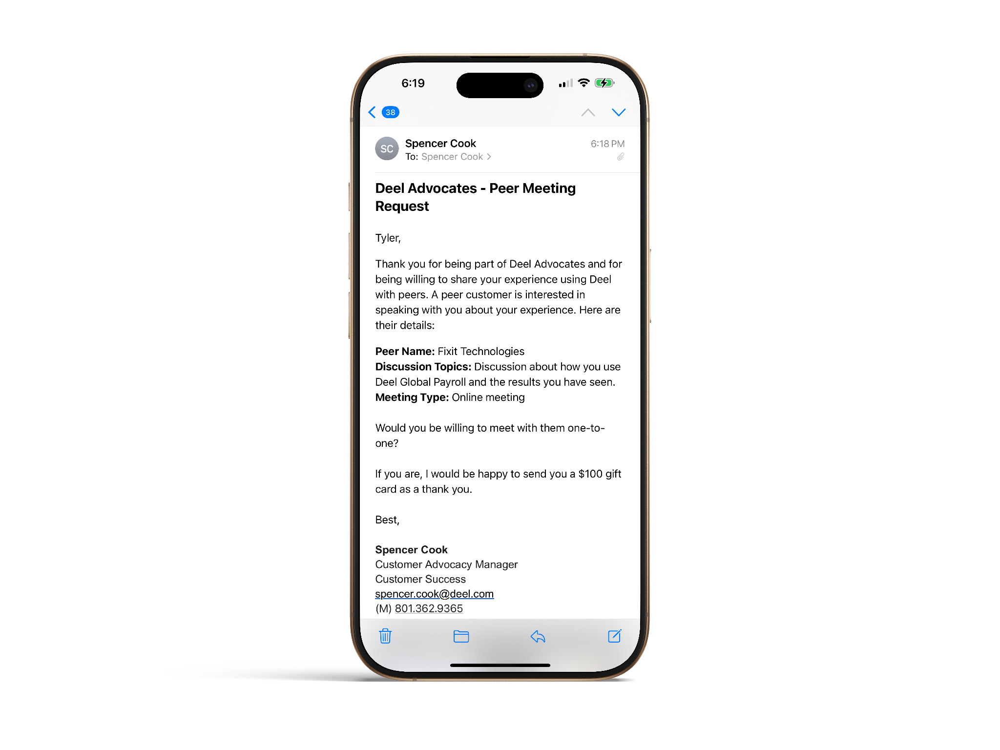 6:19
38
SC
Spencer Cook
6:18 PM
To: Spencer Cook
Deel Advocates - Peer Meeting
Request
Tyler,
Thank you for being part of Deel Advocates and for
being willing to share your experience using Deel
with peers. A peer customer is interested in
speaking with you about your experience. Here are
their details:
Peer Name: Fixit Technologies
Discussion Topics: Discussion about how you use
Deel Global Payroll and the results you have seen.
Meeting Type: Online meeting
Would you be willing to meet with them one-to-
one?
If you are, I would be happy to send you a $100 gift
card as a thank you.
Best,
Spencer Cook
Customer Advocacy Manager
Customer Success
spencer.cook@deel.com
(M) 801.362.9365